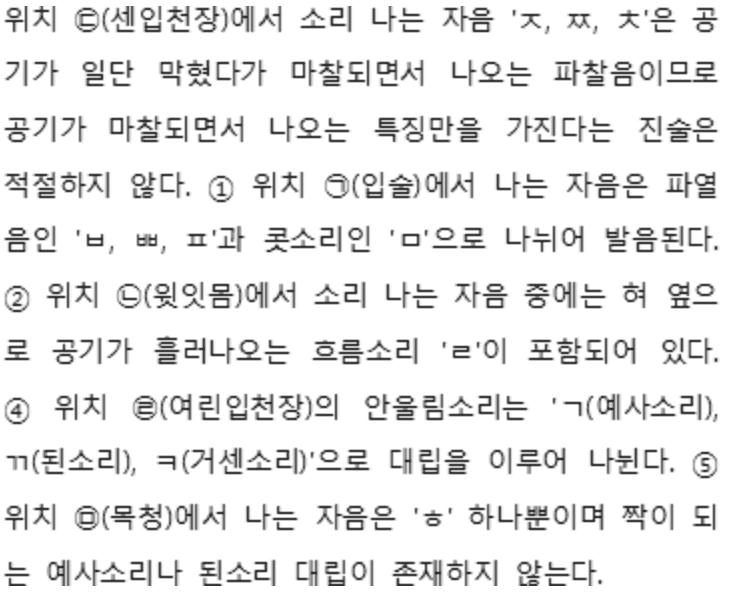 위치 ㉢(센입천장)에서 소리 나는 자음 'ㅈ, ㅉ, ㅊ'은 공
기가 일단 막혔다가 마찰되면서 나오는 파찰음이므로
공기가 마찰되면서 나오는 특징만을 가진다는 진술은
적절하지 않다. ① 위치 ㉠(입술)에서 나는 자음은 파열
음인 'ㅂ, ㅃ, ㅍ'과 콧소리인 'ㅁ'으로 나뉘어 발음된다.
② 위치 ㉡(윗잇몸)에서 소리 나는 자음 중에는 혀 옆으
로 공기가 흘러나오는 흐름소리 'ㄹ'이 포함되어 있다.
④ 위치 ㉣(여린입천장)의 안울림소리는 'ㄱ(예사소리),
ㄲ(된소리), ㅋ(거센소리)'으로 대립을 이루어 나뉜다. ⑤
위치 ㉤(목청)에서 나는 자음은 'ㅎ' 하나뿐이며 짝이 되
는 예사소리나 된소리 대립이 존재하지 않는다.